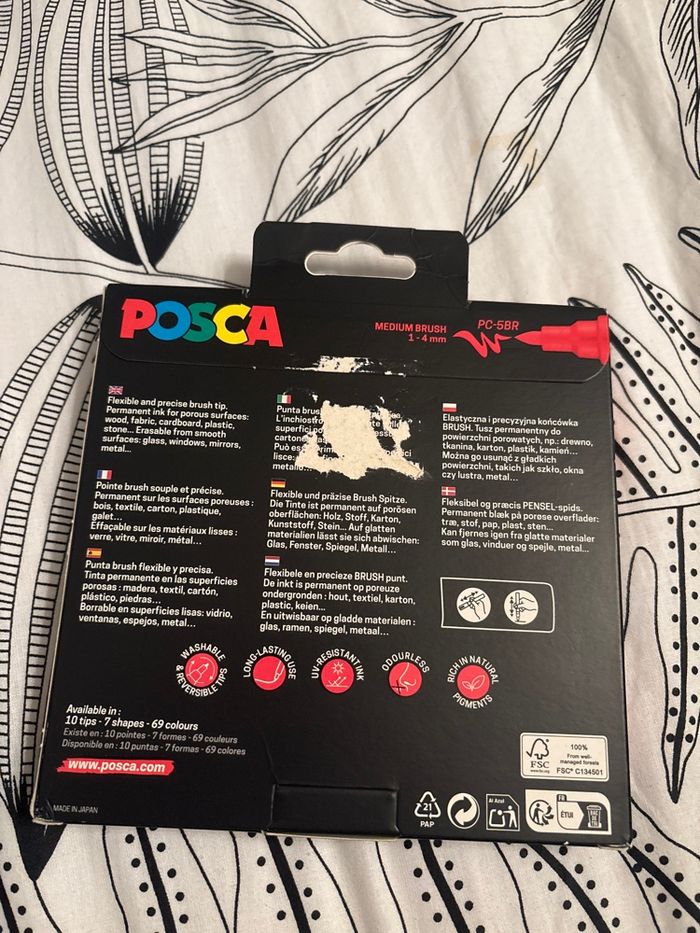 POSCA
MEDIUM BRUSH
1 - 4 mm
PC-5BR
Flexible and precise brush tip.
Permanent ink for porous surfaces:
wood, fabric, cardboard, plastic,
stone... Erasable from smooth
surfaces: glass, windows, mirrors,
metal...
Pointe brush souple et précise.
Permanent sur les surfaces poreuses :
bois, textile, carton, plastique,
galet...
Effaçable sur les matériaux lisses :
verre, vitre, miroir, métal...
Punta brush flexible y precisa.
Tinta permanente en las superficies
porosas : madera, textil, cartón,
plástico, piedras...
Borrable en superficies lisas: vidrio,
ventanas, espejos, metal...
Punta
L'inchiostro
superfici
Può
lisce:
Flexible und präzise Brush Spitze.
Die Tinte ist permanent auf porösen
oberflächen: Holz, Stoff, Karton,
Kunststoff, Stein... Auf glatten
materialien lässt sie sich abwischen:
Glas, Fenster, Spiegel, Metall...
Flexibele en precieze BRUSH punt.
De inkt is permanent op poreuze
ondergronden : hout, textiel, karton,
plastic, keien...
En uitwisbaar op gladde materialen :
glas, ramen, spiegel, metaal...
Elastyczna i precyzyjna końcówka
BRUSH. Tusz permanentny do
powierzchni porowatych, np.: drewno,
tkanina, karton, plastik, kamień...
Można go usunąć z gładkich
powierzchni, takich jak szkło, okna
czy lustra, metal...
Fleksibel og præcis PENSEL-spids.
Permanent blæk på porøse overflader:
træ, stof, pap, plast, sten...
Kan fjernes igen fra glatte materialer
som glas, vinduer og spejle, metal...
WASHABLE
& REVERSIBLE TIPS
LONG-LASTING USE
UV-RESISTANT INK
ODOURLESS
RICH IN NATURAL
PIGMENTS
Available in :
10 tips - 7 shapes - 69 colours
Existe en : 10 pointes - 7 formes - 69 couleurs
Disponible en : 10 puntas - 7 formas - 69 colores
www.posca.com
MADE IN JAPAN
FSC
www.fsc.org
100%
From well-
managed forests
FSC® C134501
21
PAP
Al Azul
FR
ÉTUI
BAC
DE TRI